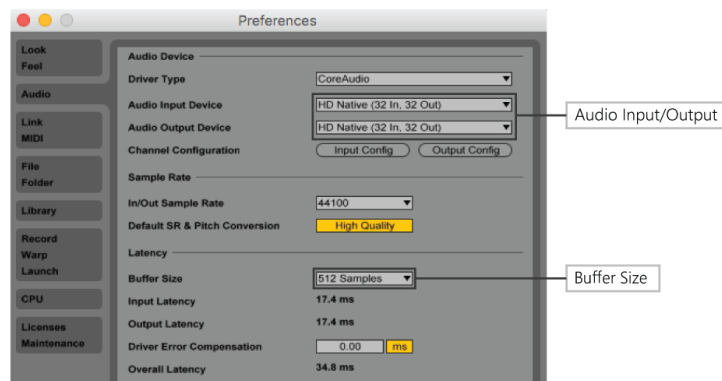 Preferences
Look
Feel
Audio
Link
MIDI
File
Folder
Library
Record
Warp
Launch
CPU
Licenses
Maintenance
Audio Device
Driver Type CoreAudio
Audio Input Device HD Native (32 In, 32 Out)
Audio Output Device HD Native (32 In, 32 Out)
Channel Configuration Input Config Output Config
Sample Rate
In/Out Sample Rate 44100
Default SR & Pitch Conversion High Quality
Latency
Buffer Size 512 Samples
Input Latency 17.4 ms
Output Latency 17.4 ms
Driver Error Compensation 0.00 ms
Overall Latency 34.8 ms
Audio Input/Output
Buffer Size